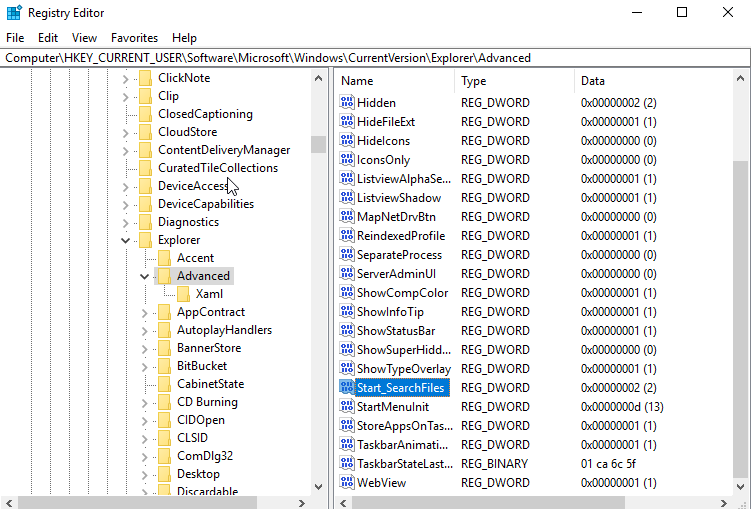 Registry Editor
File Edit View Favorites Help
Computer\HKEY_CURRENT_USER\Software\Microsoft\Windows\CurrentVersion\Explorer\Advanced
ClickNote
Clip
ClosedCaptioning
CloudStore
ContentDeliveryManager
CuratedTileCollections
DeviceAccess
DeviceCapabilities
Diagnostics
Explorer
Accent
Advanced
Xaml
AppContract
AutoplayHandlers
BannerStore
BitBucket
CabinetState
CD Burning
CIDOpen
CLSID
ComDlg32
Desktop
Discardable
Name Type Data
Hidden REG_DWORD 0x00000002 (2)
HideFileExt REG_DWORD 0x00000001 (1)
HideIcons REG_DWORD 0x00000000 (0)
IconsOnly REG_DWORD 0x00000000 (0)
ListviewAlphaSe... REG_DWORD 0x00000001 (1)
ListviewShadow REG_DWORD 0x00000001 (1)
MapNetDrvBtn REG_DWORD 0x00000000 (0)
ReindexedProfile REG_DWORD 0x00000001 (1)
SeparateProcess REG_DWORD 0x00000000 (0)
ServerAdminUI REG_DWORD 0x00000000 (0)
ShowCompColor REG_DWORD 0x00000001 (1)
ShowInfoTip REG_DWORD 0x00000001 (1)
ShowStatusBar REG_DWORD 0x00000001 (1)
ShowSuperHidd... REG_DWORD 0x00000000 (0)
ShowTypeOverlay REG_DWORD 0x00000001 (1)
Start_SearchFiles REG_DWORD 0x00000002 (2)
StartMenuInit REG_DWORD 0x0000000d (13)
StoreAppsOnTas... REG_DWORD 0x00000001 (1)
TaskbarAnimati... REG_DWORD 0x00000001 (1)
TaskbarStateLast... REG_BINARY 01 ca 6c 5f
WebView REG_DWORD 0x00000001 (1)